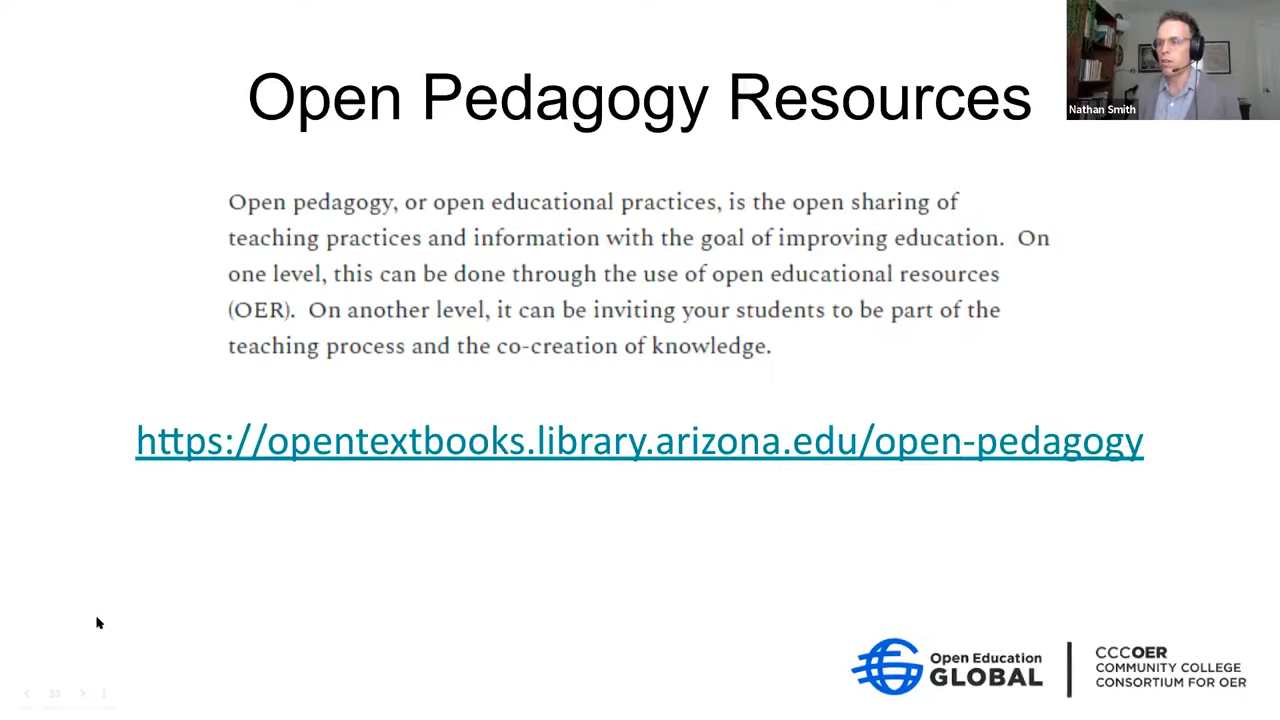 Open Pedagogy Resources
Nathan Smith
Open pedagogy, or open educational practices, is the open sharing of
teaching practices and information with the goal of improving education.  On
one level, this can be done through the use of open educational resources
(OER).  On another level, it can be inviting your students to be part of the
teaching process and the co-creation of knowledge.
https://opentextbooks.library.arizona.edu/open-pedagogy
33
Open Education
GLOBAL
CCCOER
COMMUNITY COLLEGE
CONSORTIUM FOR OER